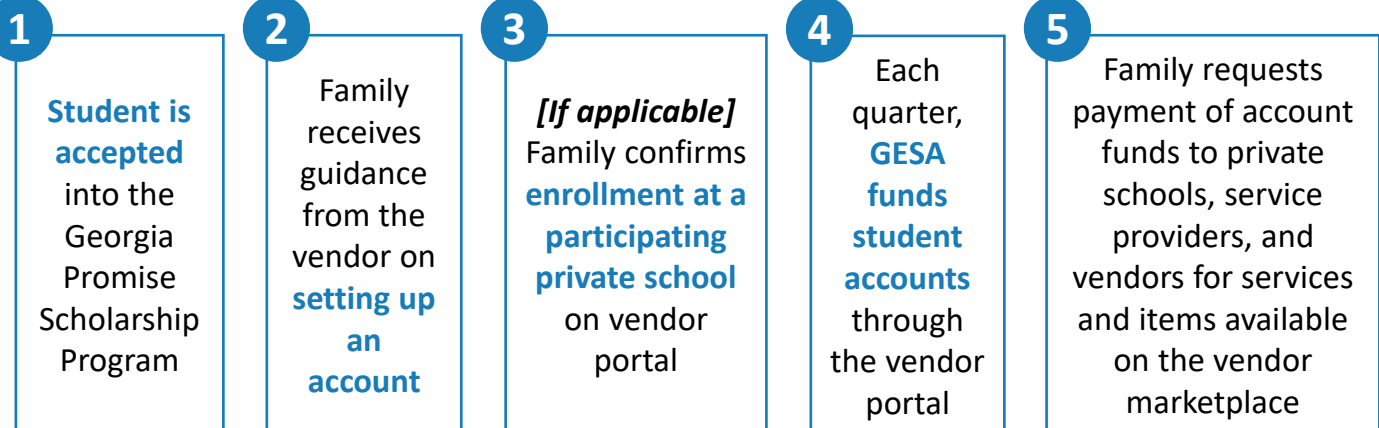 1
Student is
accepted
into the
Georgia
Promise
Scholarship
Program
2
Family
receives
guidance
from the
vendor on
setting up
an
account
3
[If applicable]
Family confirms
enrollment at a
participating
private school
on vendor
portal
4
Each
quarter,
GESA
funds
student
accounts
through
the vendor
portal
5
Family requests
payment of account
funds to private
schools, service
providers, and
vendors for services
and items available
on the vendor
marketplace